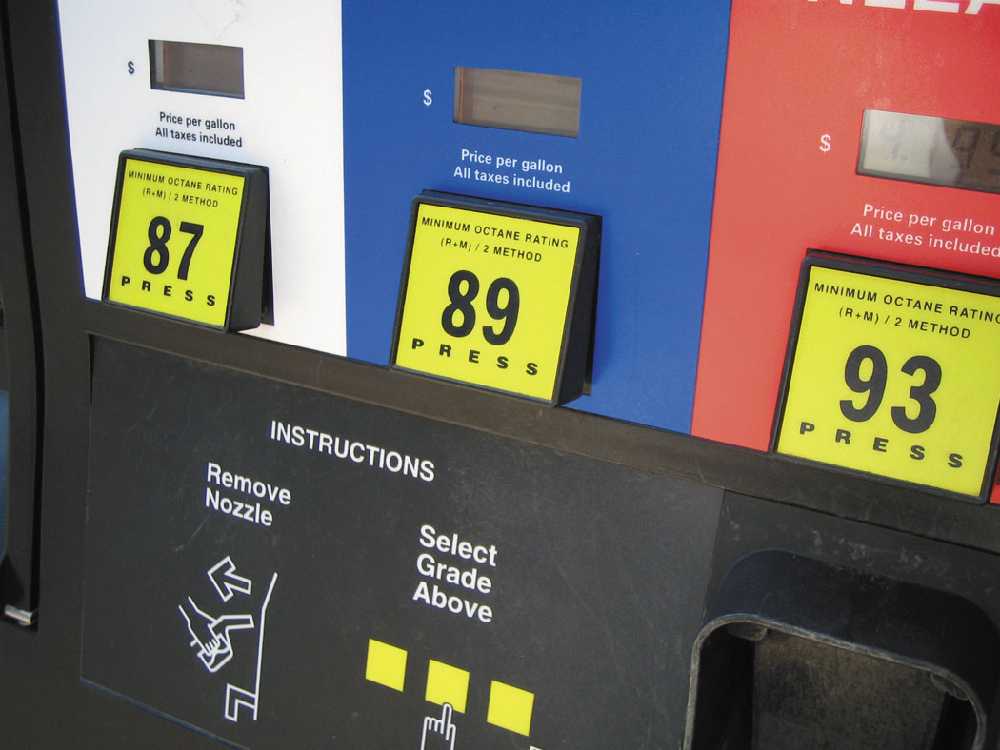 $
Price per gallon
All taxes included
MINIMUM OCTANE RATING
(R+M) / 2 METHOD
87
PRESS
$
Price per gallon
All taxes included
MINIMUM OCTANE RATING
(R+M) / 2 METHOD
89
PRESS
$
Price per gallon
All taxes included
MINIMUM OCTANE RATING
(R+M) / 2 METHOD
93
PRESS
INSTRUCTIONS
Remove
Nozzle
Select
Grade
Above